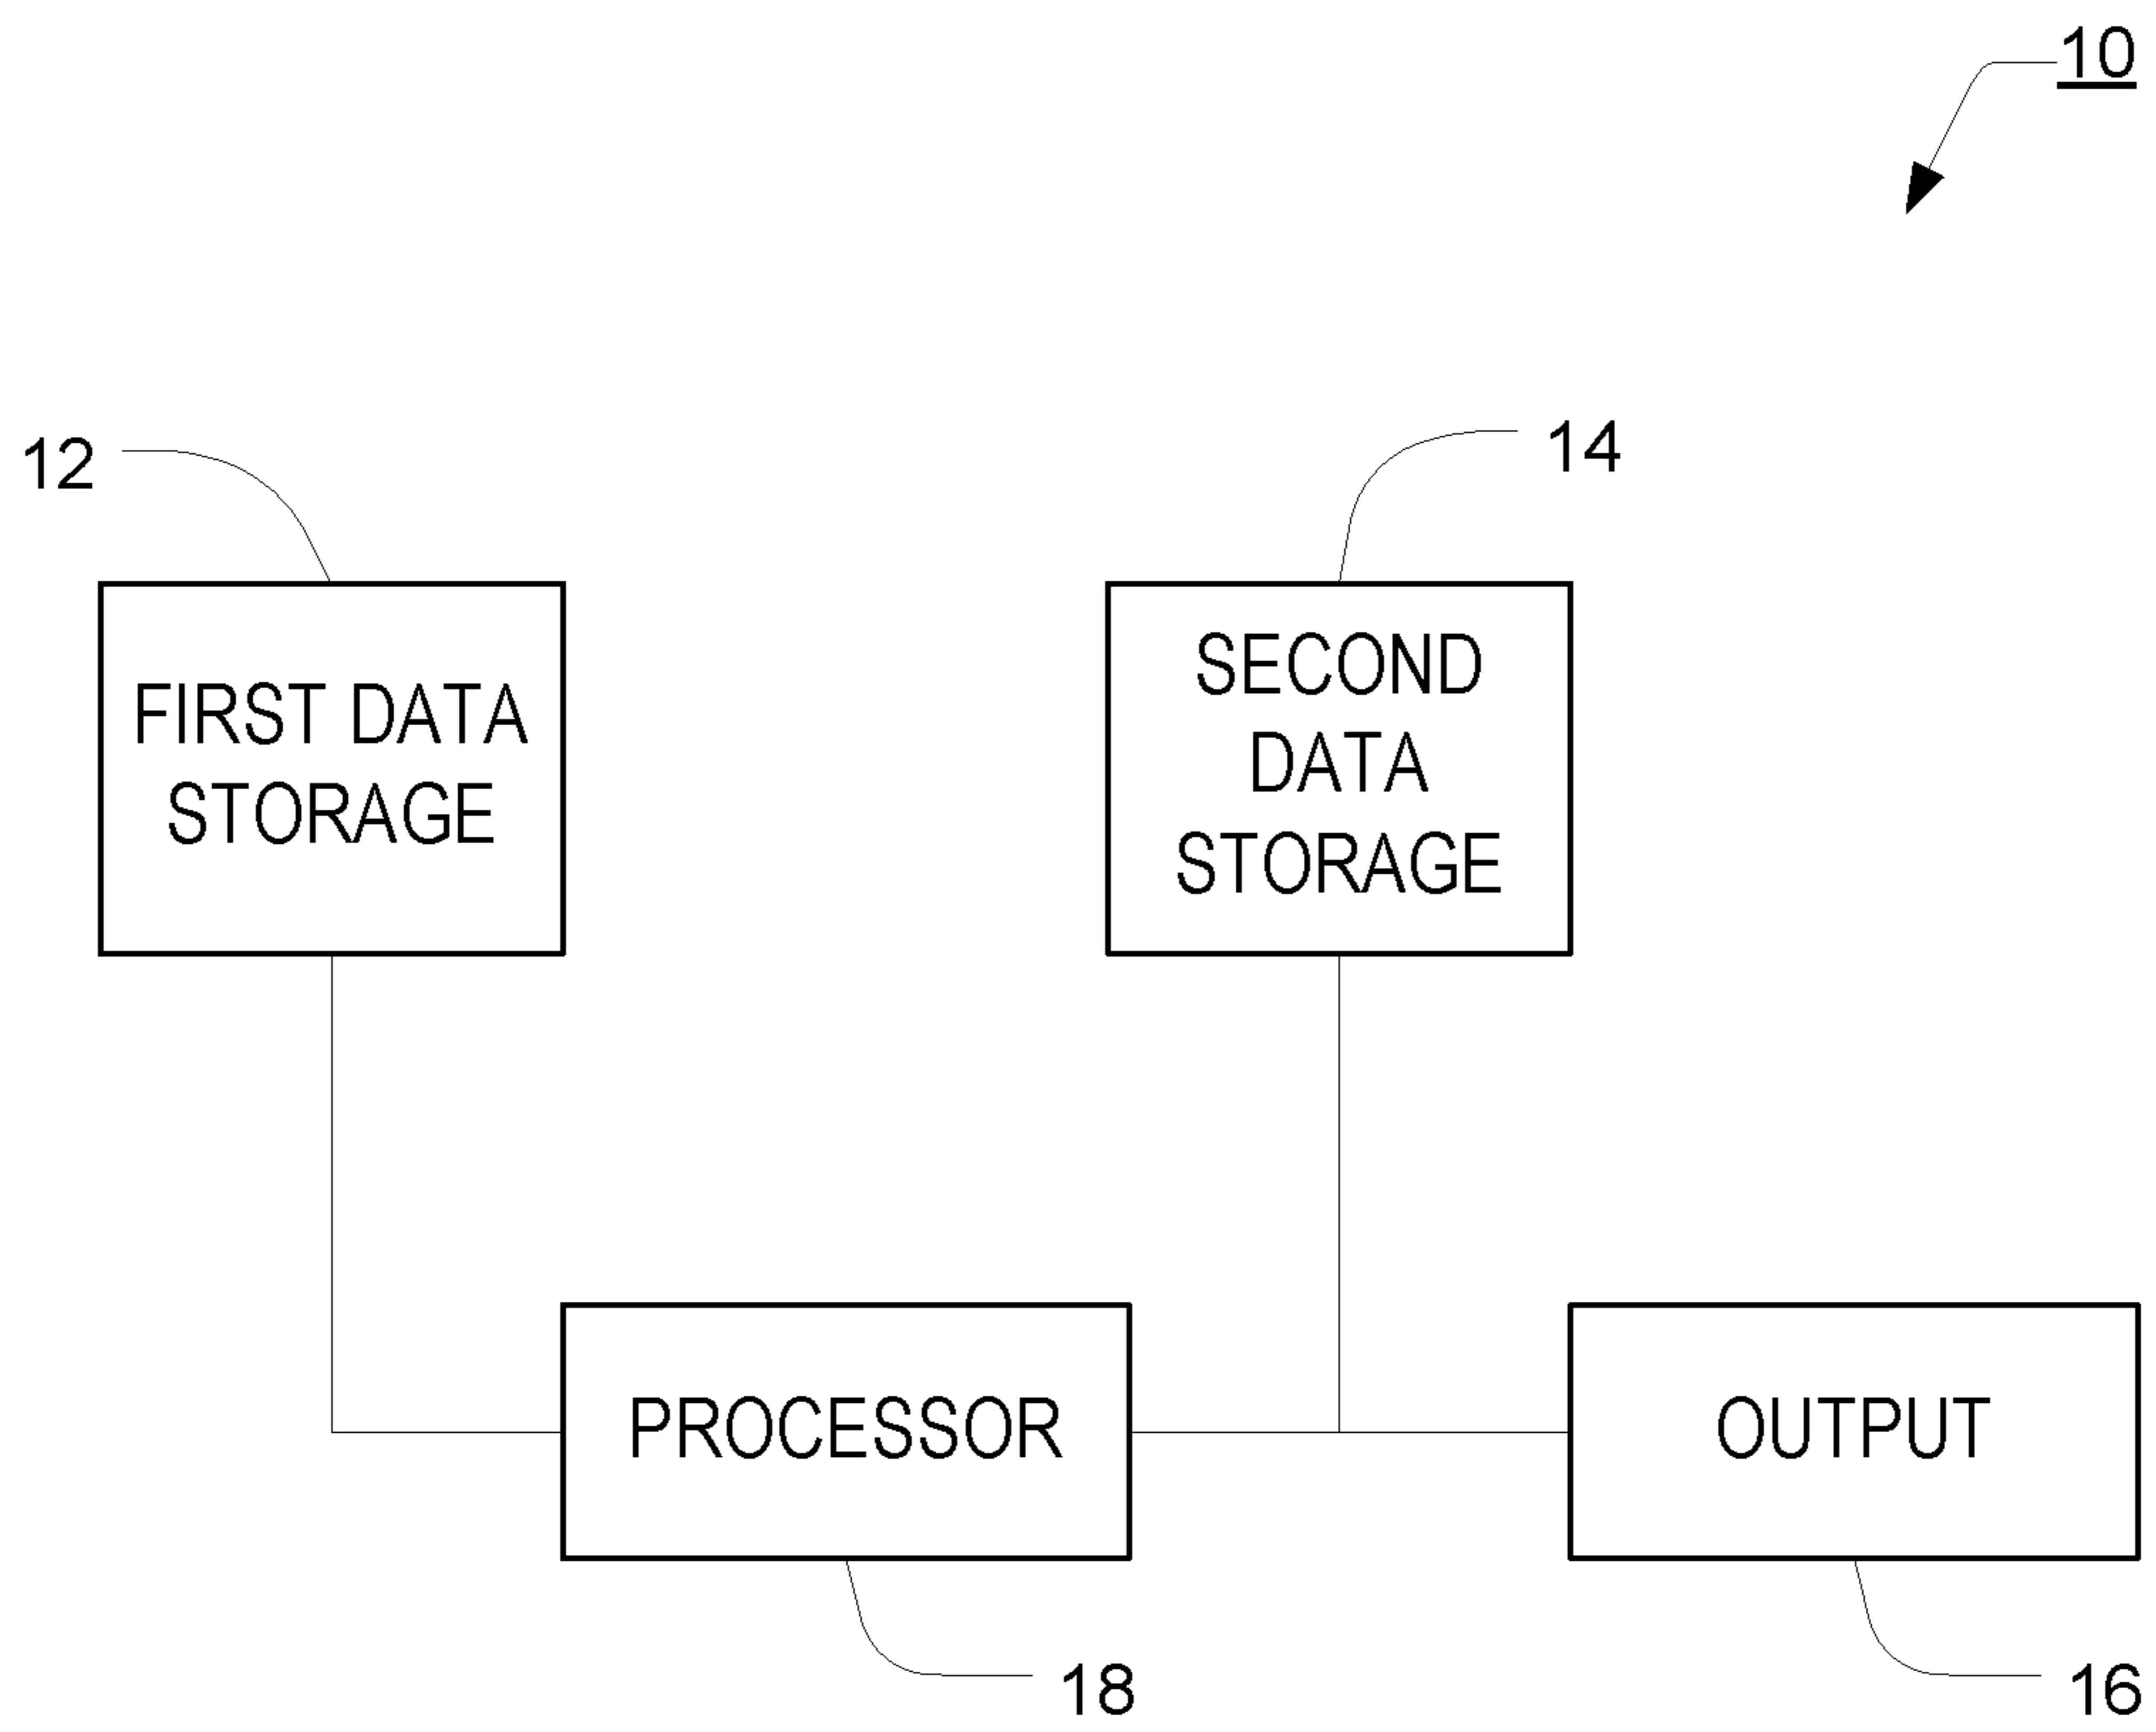 10
12
14
FIRST DATA
STORAGE
SECOND
DATA
STORAGE
PROCESSOR
OUTPUT
18
16